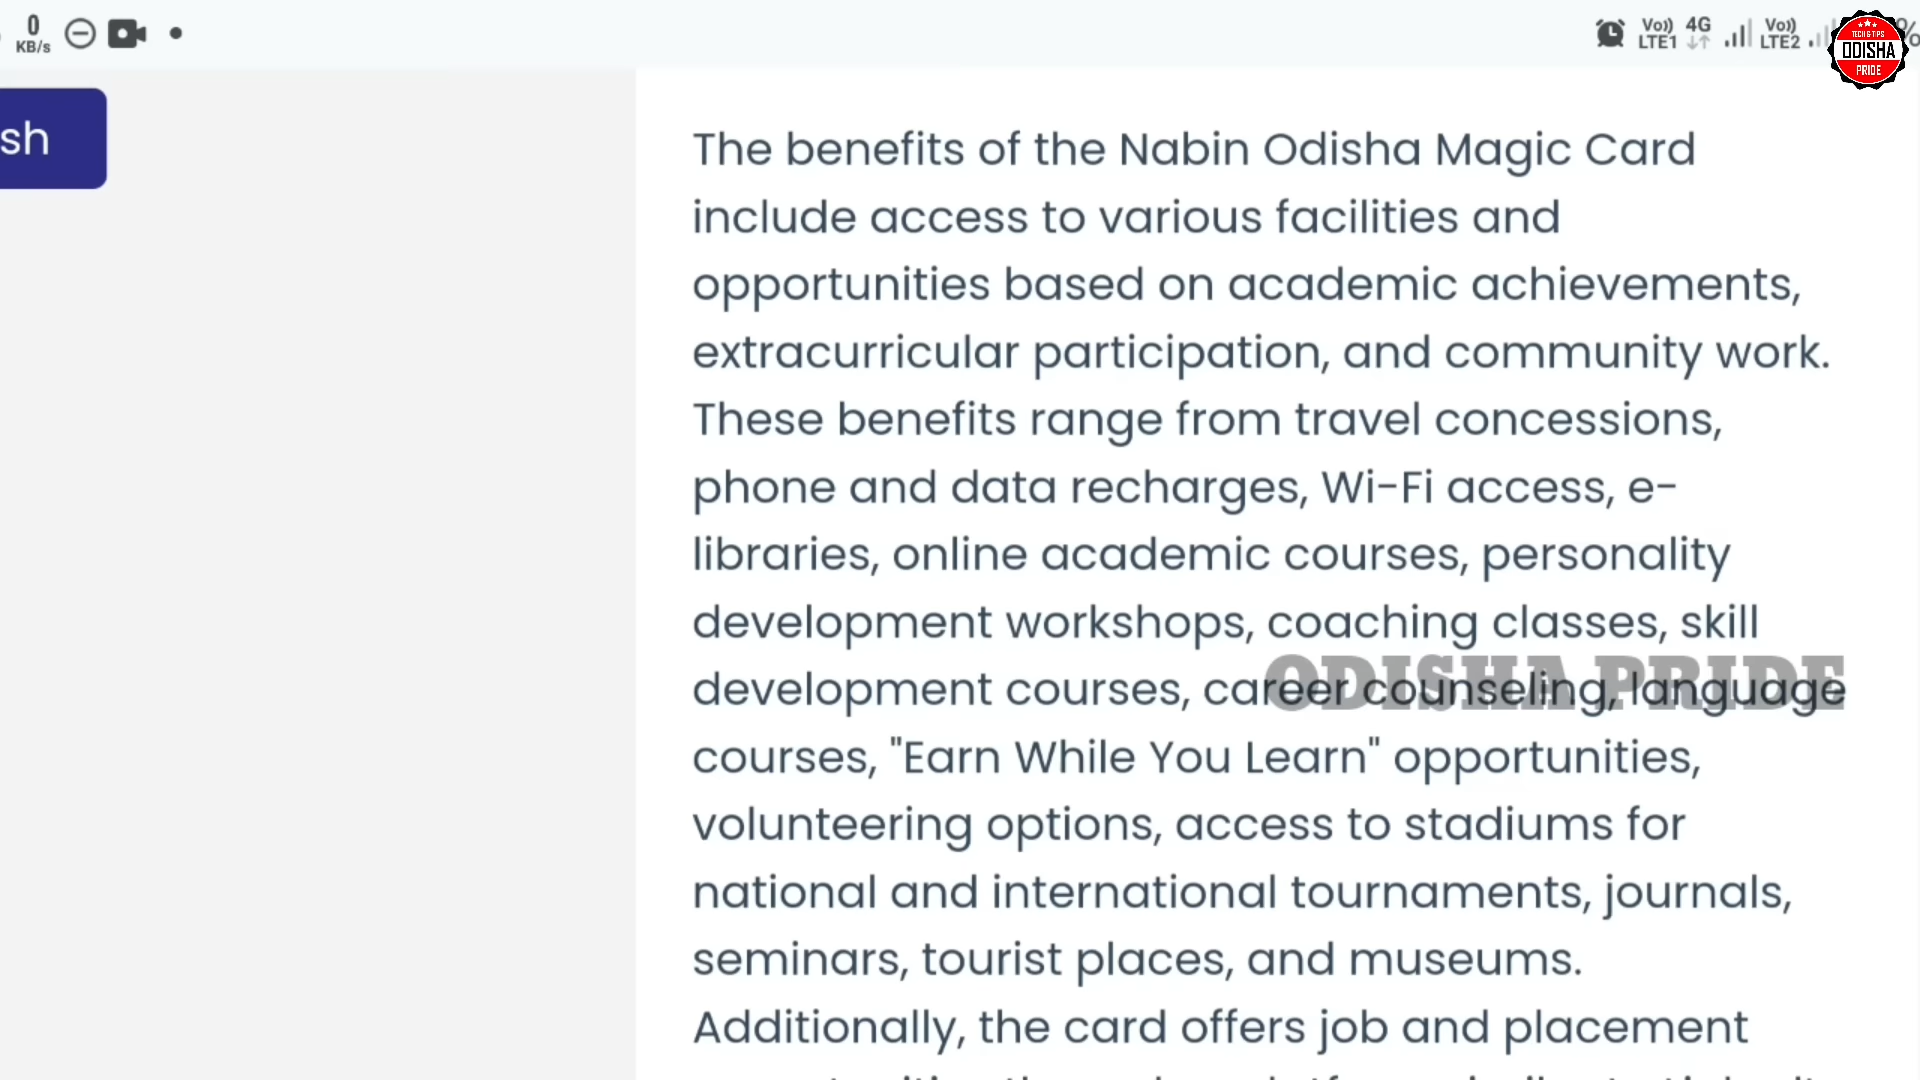 0
KB/s
Vo)) 4G Vo)) %
LTE1 LTE2
TECH & TIPS
ODISHA
PRIDE
sh
The benefits of the Nabin Odisha Magic Card
include access to various facilities and
opportunities based on academic achievements,
extracurricular participation, and community work.
These benefits range from travel concessions,
phone and data recharges, Wi-Fi access, e-
libraries, online academic courses, personality
development workshops, coaching classes, skill
development courses, career counseling, language
ODISHA PRIDE
courses, "Earn While You Learn" opportunities,
volunteering options, access to stadiums for
national and international tournaments, journals,
seminars, tourist places, and museums.
Additionally, the card offers job and placement